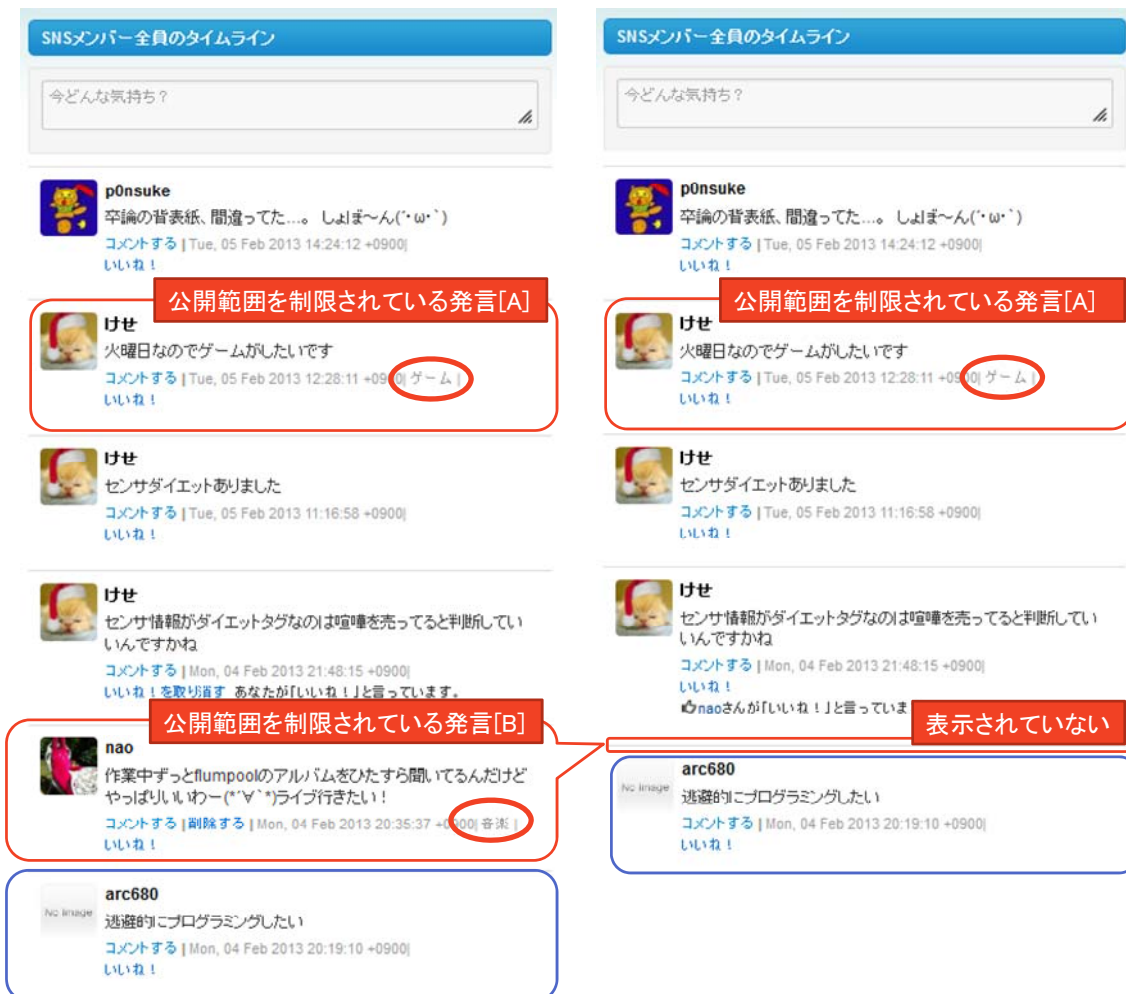 SNSメンバー全員のタイムライン
今どんな気持ち?
p0nsuke
卒論の背表紙、間違ってた…。 しょぼ～ん(´・ω・`)
コメントする | Tue, 05 Feb 2013 14:24:12 +0900|
いいね!
公開範囲を制限されている発言[A]
けせ
火曜日なのでゲームがしたいです
コメントする | Tue, 05 Feb 2013 12:28:11 +0900| ゲーム |
いいね!
けせ
センサダイエットありました
コメントする | Tue, 05 Feb 2013 11:16:58 +0900|
いいね!
けせ
センサ情報がダイエットタグなのは喧嘩を売ってると判断してい
いんですかね
コメントする | Mon, 04 Feb 2013 21:48:15 +0900|
いいね!を取り消す あなたが「いいね!」と言っています。
公開範囲を制限されている発言[B]
nao
作業中ずっとflumpoolのアルバムをひたすら聞いてるんだけど
やっぱりいいわー(*´∀`*)ライブ行きたい!
コメントする | 削除する | Mon, 04 Feb 2013 20:35:37 +0900| 音楽 |
いいね!
No Image
arc680
逃避的にプログラミングしたい
コメントする | Mon, 04 Feb 2013 20:19:10 +0900|
いいね!
SNSメンバー全員のタイムライン
今どんな気持ち?
p0nsuke
卒論の背表紙、間違ってた…。 しょぼ～ん(´・ω・`)
コメントする | Tue, 05 Feb 2013 14:24:12 +0900|
いいね!
公開範囲を制限されている発言[A]
けせ
火曜日なのでゲームがしたいです
コメントする | Tue, 05 Feb 2013 12:28:11 +0900| ゲーム |
いいね!
けせ
センサダイエットありました
コメントする | Tue, 05 Feb 2013 11:16:58 +0900|
いいね!
けせ
センサ情報がダイエットタグなのは喧嘩を売ってると判断してい
いんですかね
コメントする | Mon, 04 Feb 2013 21:48:15 +0900|
いいね!
naoさんが「いいね!」と言っていま
表示されていない
No Image
arc680
逃避的にプログラミングしたい
コメントする | Mon, 04 Feb 2013 20:19:10 +0900|
いいね!